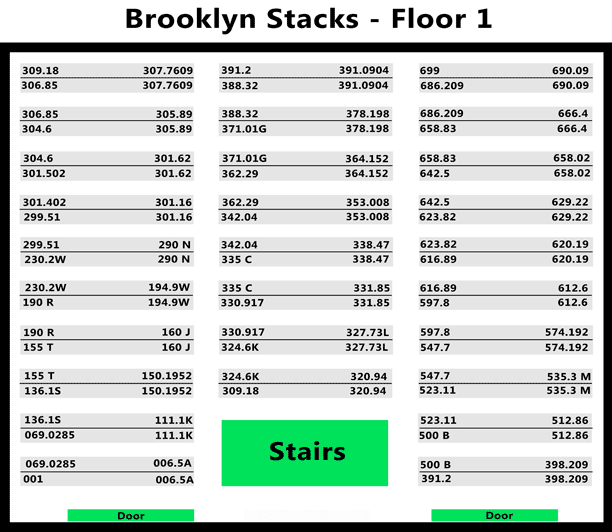 Brooklyn Stacks - Floor 1
309.18 307.7609
306.85 307.7609
306.85 305.89
304.6 305.89
304.6 301.62
301.502 301.62
301.402 301.16
299.51 301.16
299.51 290 N
230.2W 290 N
230.2W 194.9W
190 R 194.9W
190 R 160 J
155 T 160 J
155 T 150.1952
136.1S 150.1952
136.1S 111.1K
069.0285 111.1K
069.0285 006.5A
001 006.5A
Door
391.2 391.0904
388.32 391.0904
388.32 378.198
371.01G 378.198
371.01G 364.152
362.29 364.152
362.29 353.008
342.04 353.008
342.04 338.47
335 C 338.47
335 C 331.85
330.917 331.85
330.917 327.73L
324.6K 327.73L
324.6K 320.94
309.18 320.94
Stairs
699 690.09
686.209 690.09
686.209 666.4
658.83 666.4
658.83 658.02
642.5 658.02
642.5 629.22
623.82 629.22
623.82 620.19
616.89 620.19
616.89 612.6
597.8 612.6
597.8 574.192
547.7 574.192
547.7 535.3 M
523.11 535.3 M
523.11 512.86
500 B 512.86
500 B 398.209
391.2 398.209
Door